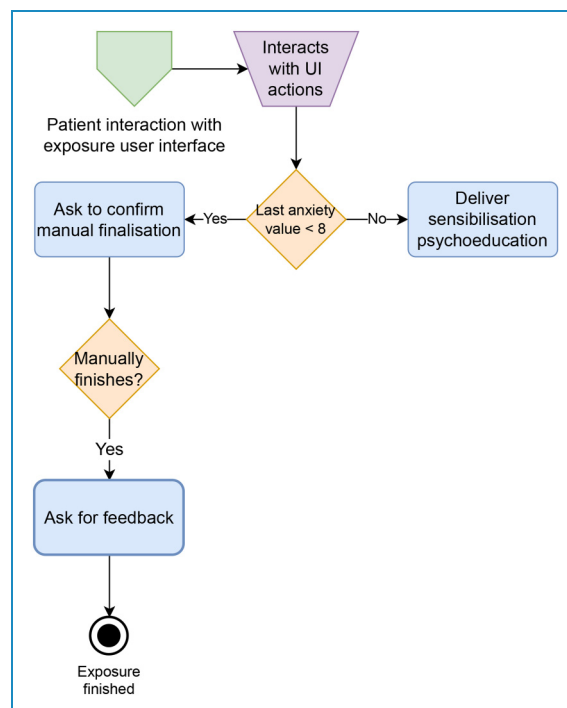 Interacts
with UI
actions
Patient interaction with
exposure user interface
Ask to confirm
manual finalisation
Yes
Last anxiety
value < 8
No
Deliver
sensibilisation
psychoeducation
Manually
finishes?
Yes
Ask for feedback
Exposure
finished